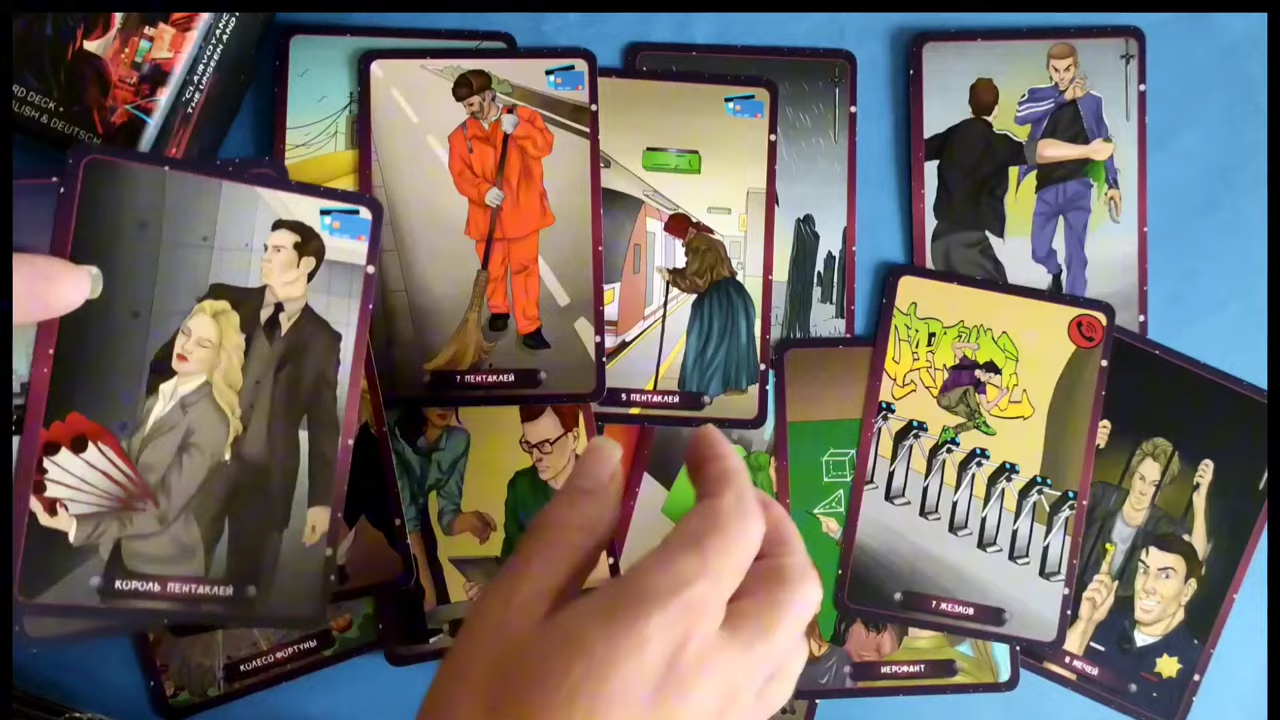 "CLAIRVOYANC
THE UNSEEN AND
RD DECK +
LISH & DEUTSCH
7 ПЕНТАКЛЕЙ
5 ПЕНТАКЛЕЙ
КОРОЛЬ ПЕНТАКЛЕЙ
7 ЖЕЗЛОВ
КОЛЕСО ФОРТУНЫ
ИЕРОФАНТ
8 МЕЧЕЙ